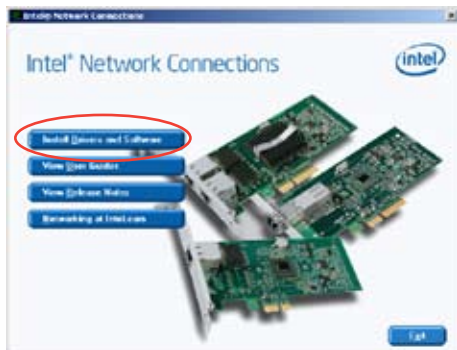 Intel® Network Connections
Intel® Network Connections
intel
Install Drivers and Software
View User Guides
View Release Notes
Networking at Intel.com
Exit